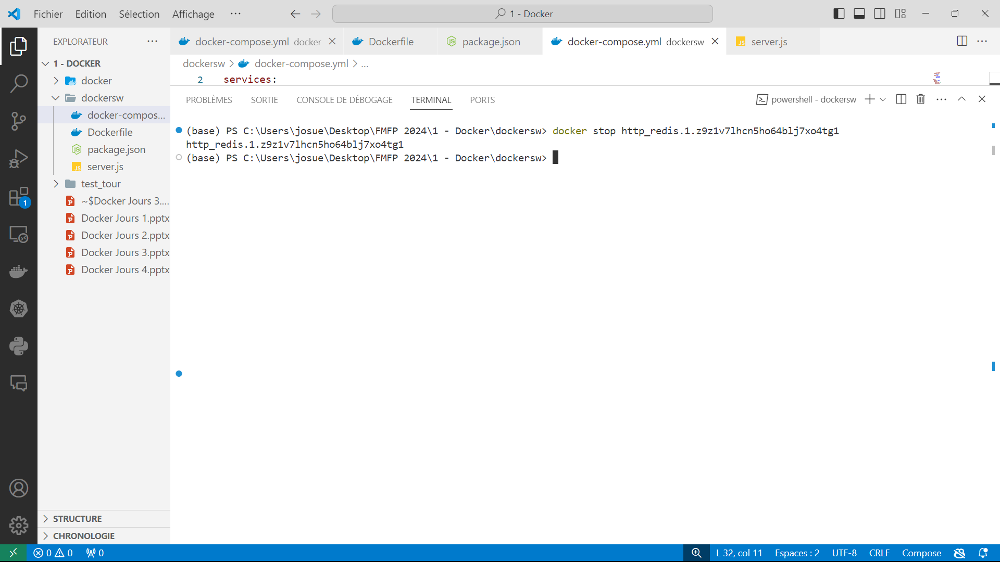 Fichier Edition Sélection Affichage ··· 1 - Docker
EXPLORATEUR ···
docker-compose.yml docker Dockerfile package.json docker-compose.yml dockersw server.js ···
1 - DOCKER
docker
dockersw
docker-compos...
Dockerfile
package.json
server.js
test_tour
~$Docker Jours 3....
Docker Jours 1.pptx
Docker Jours 2.pptx
Docker Jours 3.pptx
Docker Jours 4.pptx
STRUCTURE
CHRONOLOGIE
1
dockersw > docker-compose.yml > ...
2 services:
PROBLÈMES SORTIE CONSOLE DE DÉBOGAGE TERMINAL PORTS powershell - dockersw ···
(base) PS C:\Users\josue\Desktop\FMFP 2024\1 - Docker\dockersw> docker stop http_redis.1.z9z1v7lhcn5ho64blj7xo4tg1
http_redis.1.z9z1v7lhcn5ho64blj7xo4tg1
(base) PS C:\Users\josue\Desktop\FMFP 2024\1 - Docker\dockersw>
0 0 0 L 32, col 11 Espaces : 2 UTF-8 CRLF Compose